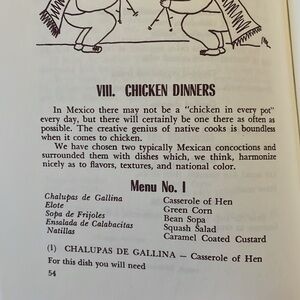 VIII. CHICKEN DINNERS
In Mexico there may not be a "chicken in every pot"
every day, but there will certainly be one there as often as
possible. The creative genius of native cooks is boundless
when it comes to chicken.
We have chosen two typically Mexican concoctions and
surrounded them with dishes which, we think, harmonize
nicely as to flavors, textures, and national color.
Menu No. 1
Chalupas de Gallina Casserole of Hen
Elote Green Corn
Sopa de Frijoles Bean Sopa
Ensalada de Calabacitas Squash Salad
Natillas Caramel Coated Custard
(1) CHALUPAS DE GALLINA — Casserole of Hen
For this dish you will need
54